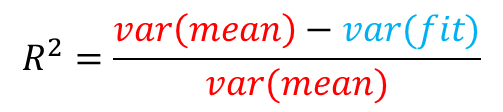 R² = var(mean) − var(fit) / var(mean)